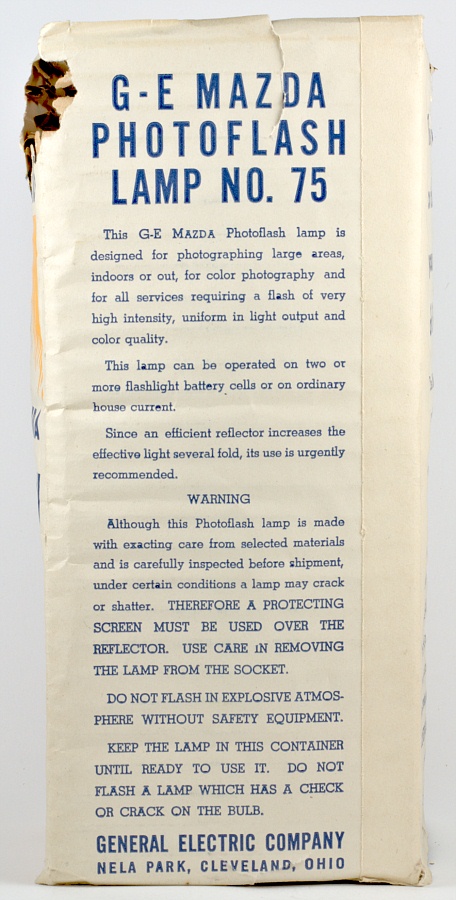 G-E MAZDA
PHOTOFLASH
LAMP NO. 75
This G-E MAZDA Photoflash lamp is
designed for photographing large areas,
indoors or out, for color photography and
for all services requiring a flash of very
high intensity, uniform in light output and
color quality.
This lamp can be operated on two or
more flashlight battery cells or on ordinary
house current.
Since an efficient reflector increases the
effective light several fold, its use is urgently
recommended.
WARNING
Although this Photoflash lamp is made
with exacting care from selected materials
and is carefully inspected before shipment,
under certain conditions a lamp may crack
or shatter. THEREFORE A PROTECTING
SCREEN MUST BE USED OVER THE
REFLECTOR. USE CARE IN REMOVING
THE LAMP FROM THE SOCKET.
DO NOT FLASH IN EXPLOSIVE ATMOS-
PHERE WITHOUT SAFETY EQUIPMENT.
KEEP THE LAMP IN THIS CONTAINER
UNTIL READY TO USE IT. DO NOT
FLASH A LAMP WHICH HAS A CHECK
OR CRACK ON THE BULB.
GENERAL ELECTRIC COMPANY
NELA PARK, CLEVELAND, OHIO